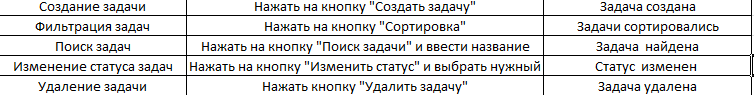 Создание задачи Нажать на кнопку "Создать задачу" Задача создана
Фильтрация задач Нажать на кнопку "Сортировка" Задачи сортировались
Поиск задач Нажать на кнопку "Поиск задачи" и ввести название Задача найдена
Изменение статуса задач Нажать на кнопку "Изменить статус" и выбрать нужный Статус изменен
Удаление задачи Нажать кнопку "Удалить задачу" Задача удалена